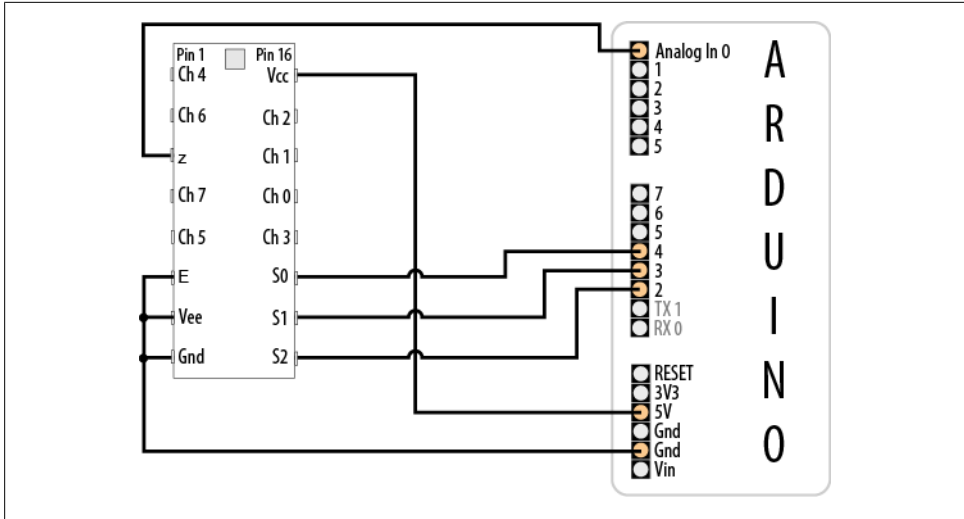 Pin 1 Pin 16
Ch 4 Vcc
Ch 6 Ch 2
z Ch 1
Ch 7 Ch 0
Ch 5 Ch 3
E S0
Vee S1
Gnd S2
Analog In 0
1
2
3
4
5
7
6
5
4
3
2
TX 1
RX 0
RESET
3V3
5V
Gnd
Gnd
Vin
ARDUINO